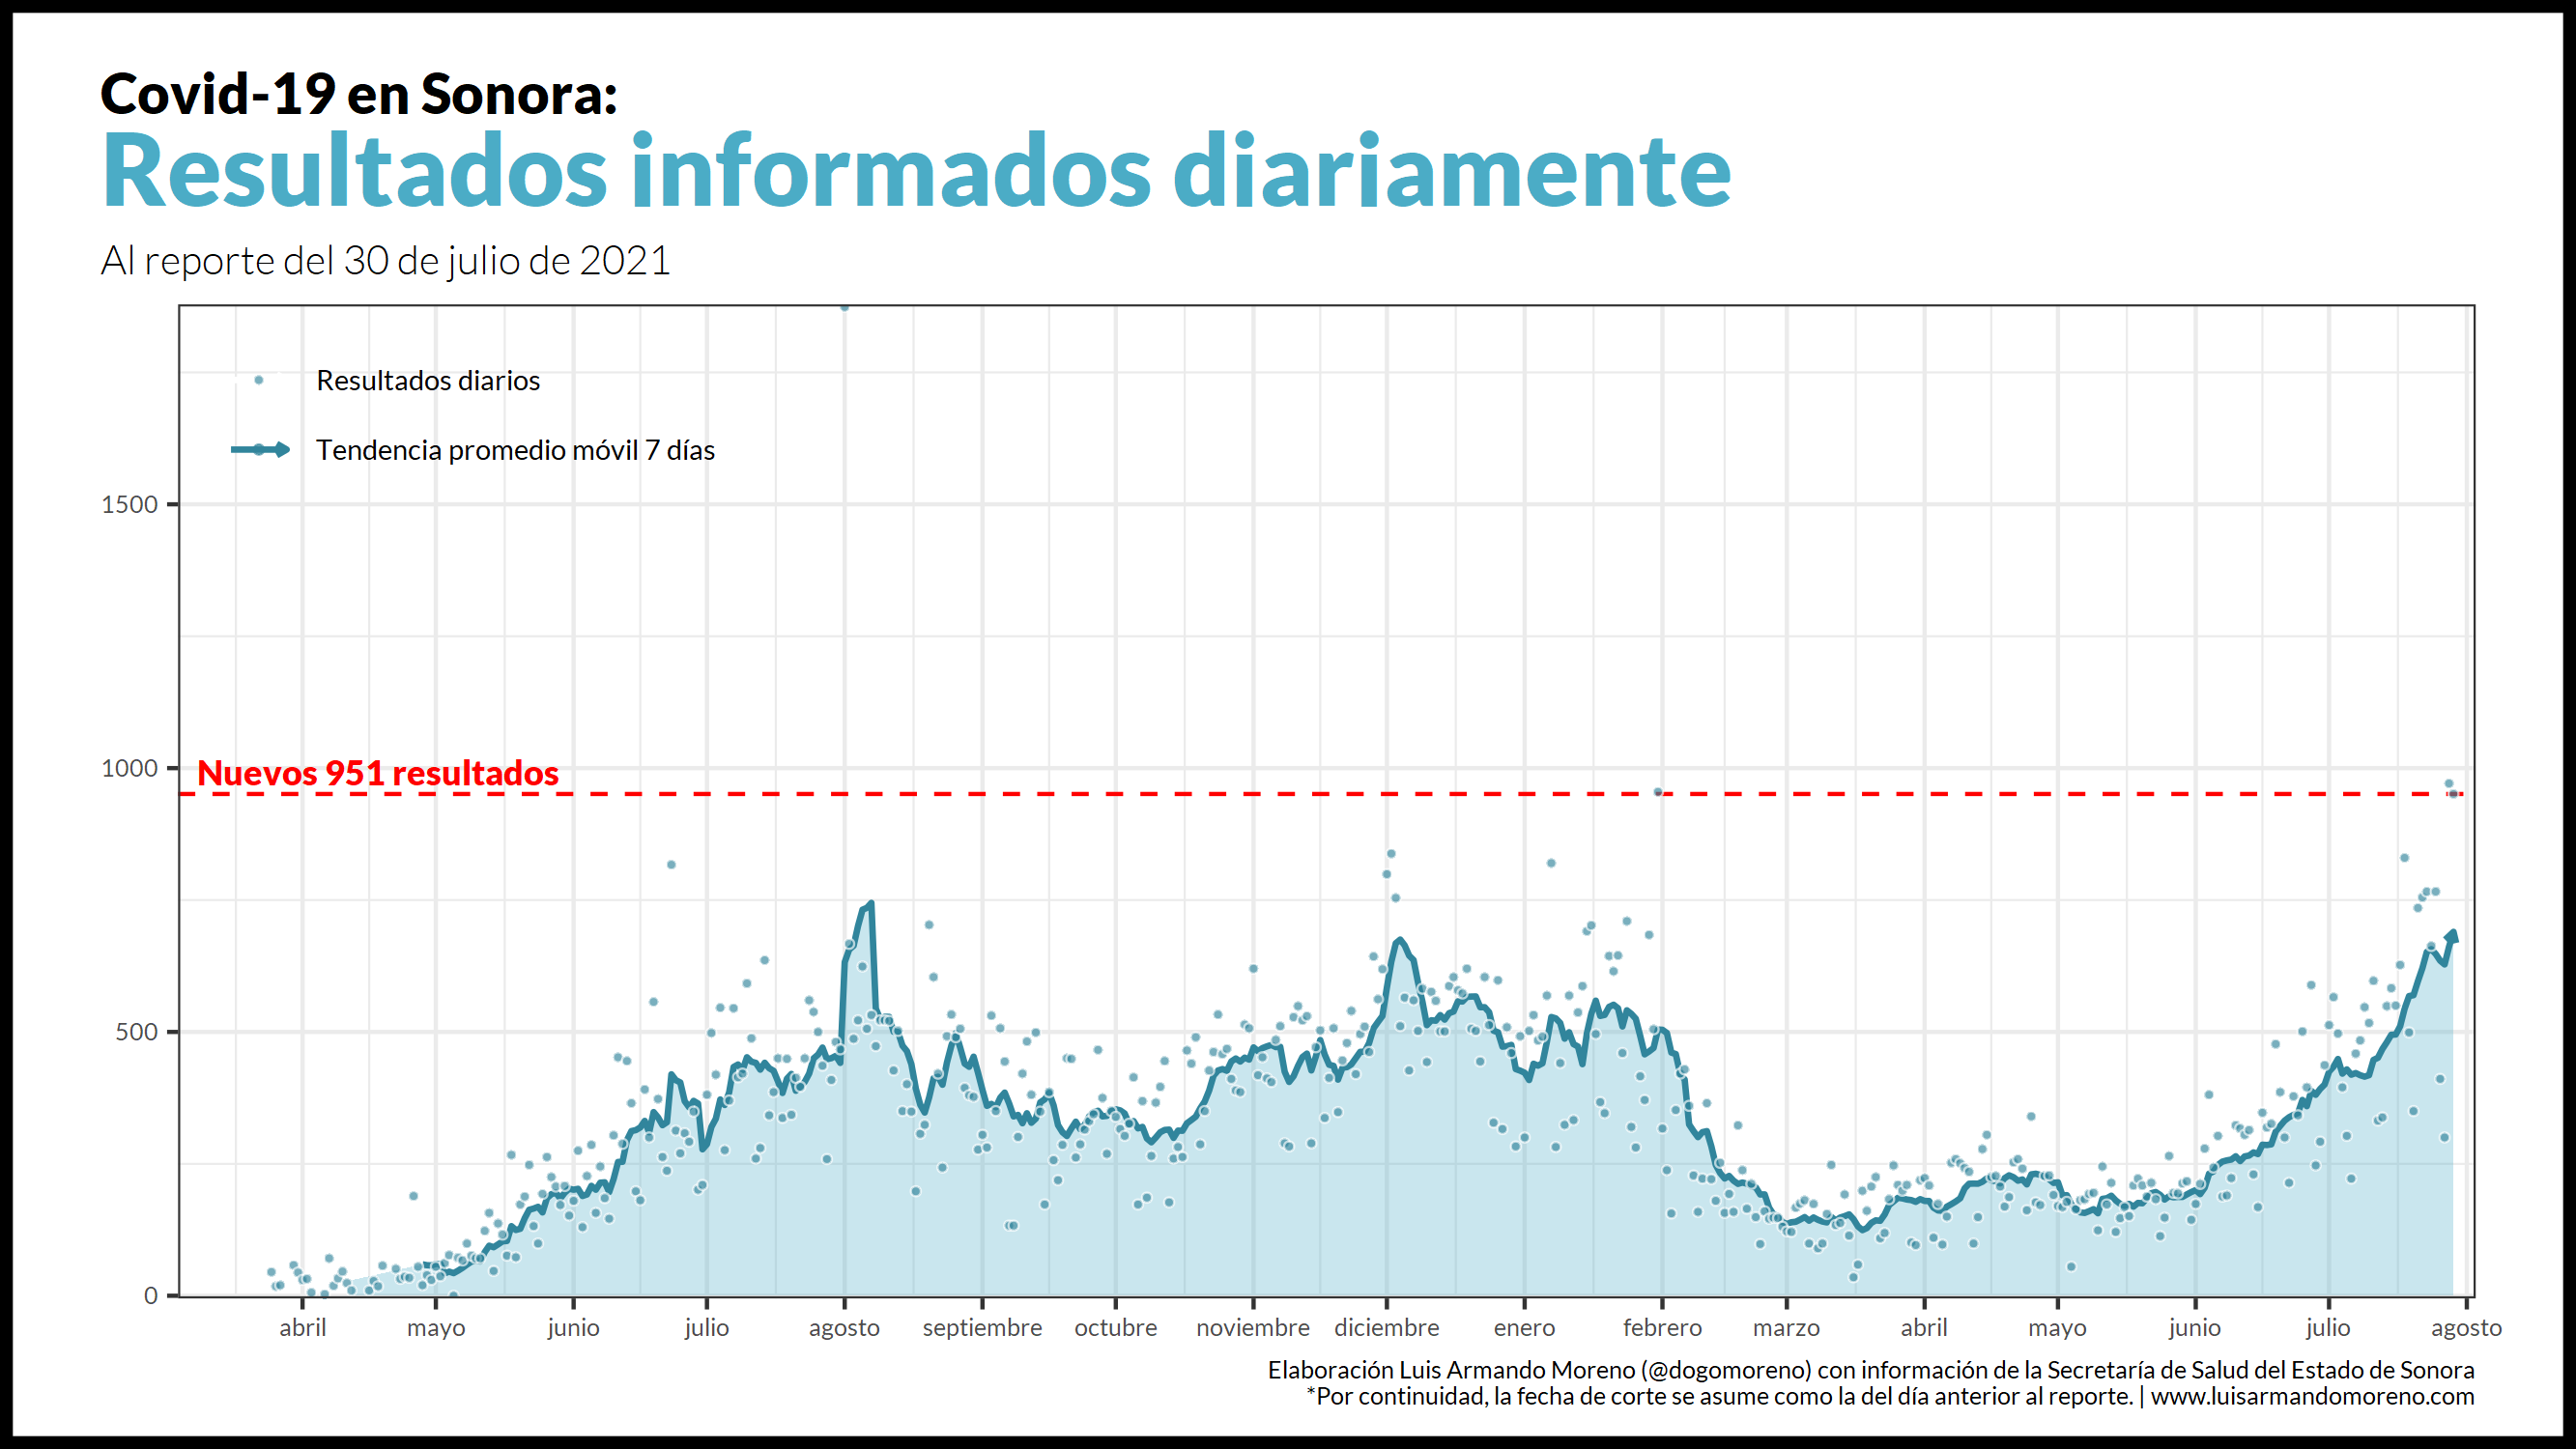 Covid-19 en Sonora:
Resultados informados diariamente
Al reporte del 30 de julio de 2021
Resultados diarios
Tendencia promedio móvil 7 días
1500
1000
Nuevos 951 resultados
500
0
abril mayo junio julio agosto septiembre octubre noviembre diciembre enero febrero marzo abril mayo junio julio agosto
Elaboración Luis Armando Moreno (@dogomoreno) con información de la Secretaría de Salud del Estado de Sonora
*Por continuidad, la fecha de corte se asume como la del día anterior al reporte. | www.luisarmandomoreno.com